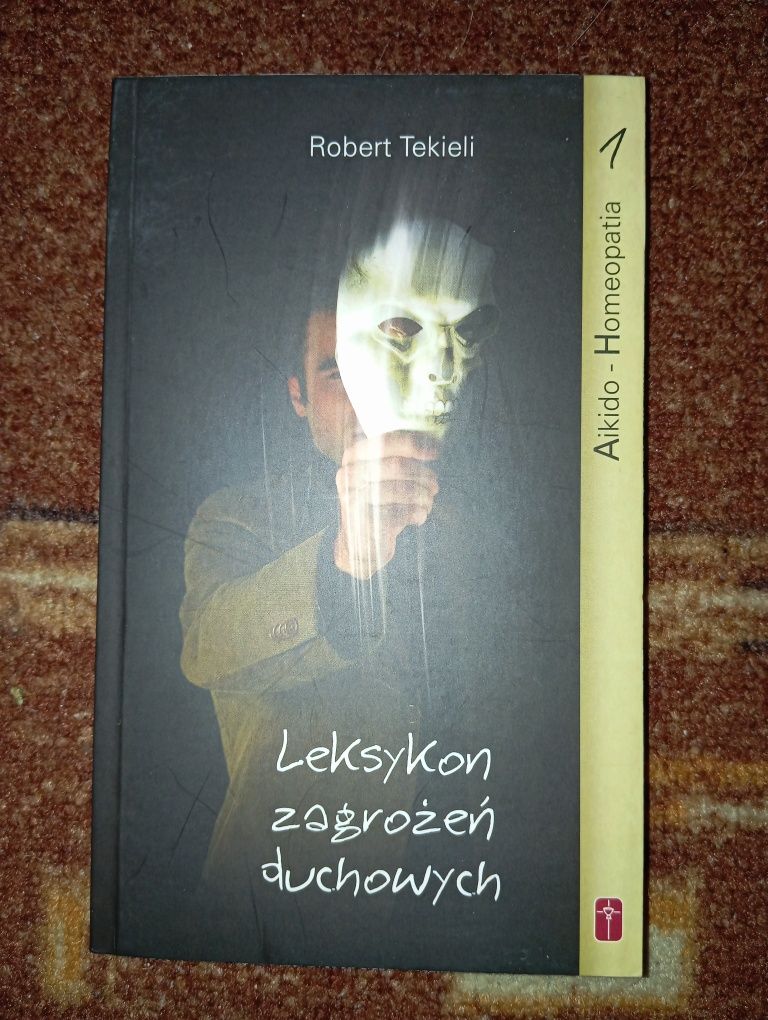 Robert Tekieli
Leksykon
zagrożeń
duchowych
Aikido - Homeopatia 1